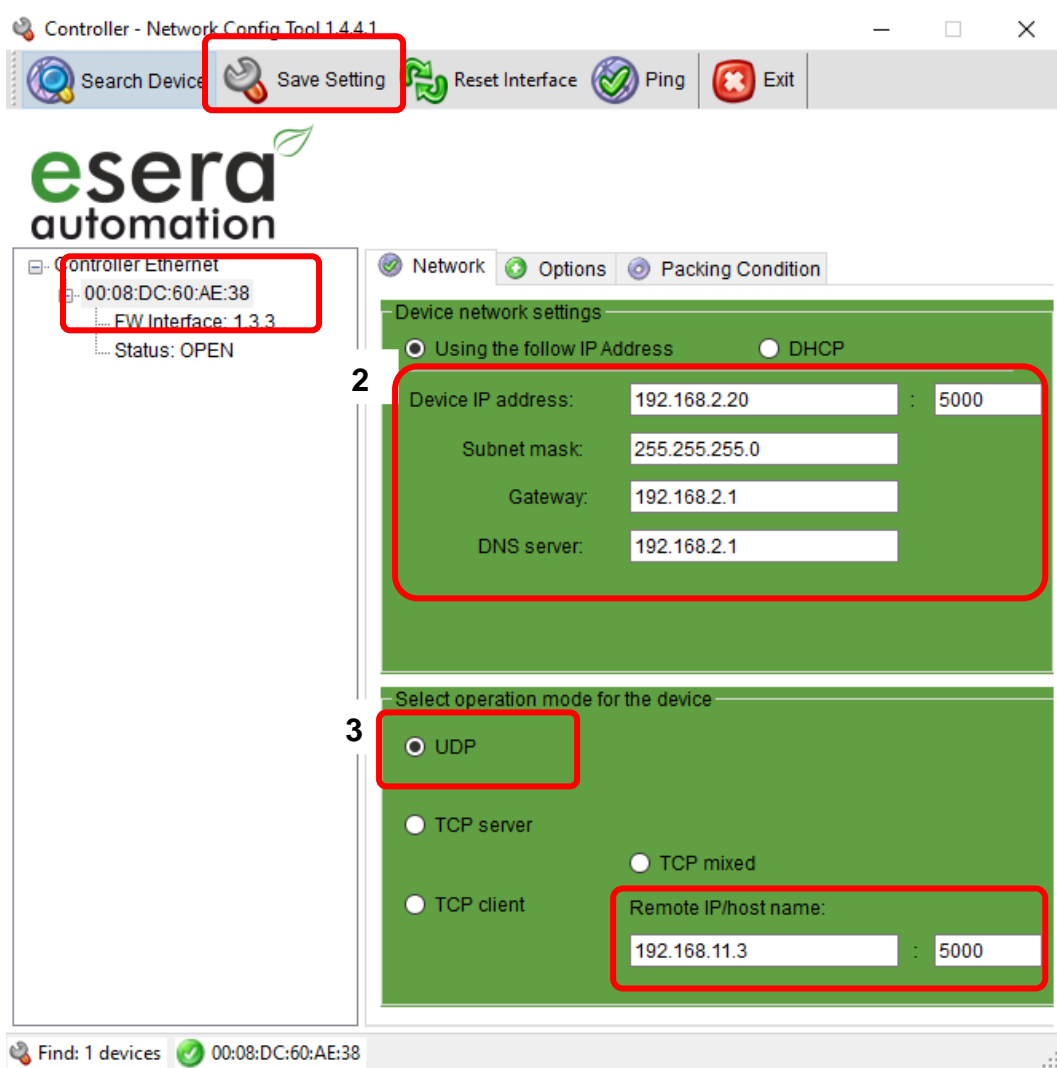 Controller - Network Config Tool 1.4.4.1
Search Device Save Setting Reset Interface Ping Exit
esera
automation
Controller Ethernet
00:08:DC:60:AE:38
FW Interface: 1.3.3
Status: OPEN
Network Options Packing Condition
Device network settings
Using the follow IP Address DHCP
2
Device IP address: 192.168.2.20 : 5000
Subnet mask: 255.255.255.0
Gateway: 192.168.2.1
DNS server: 192.168.2.1
Select operation mode for the device
3
UDP
TCP server
TCP mixed
TCP client
Remote IP/host name:
192.168.11.3 : 5000
Find: 1 devices 00:08:DC:60:AE:38